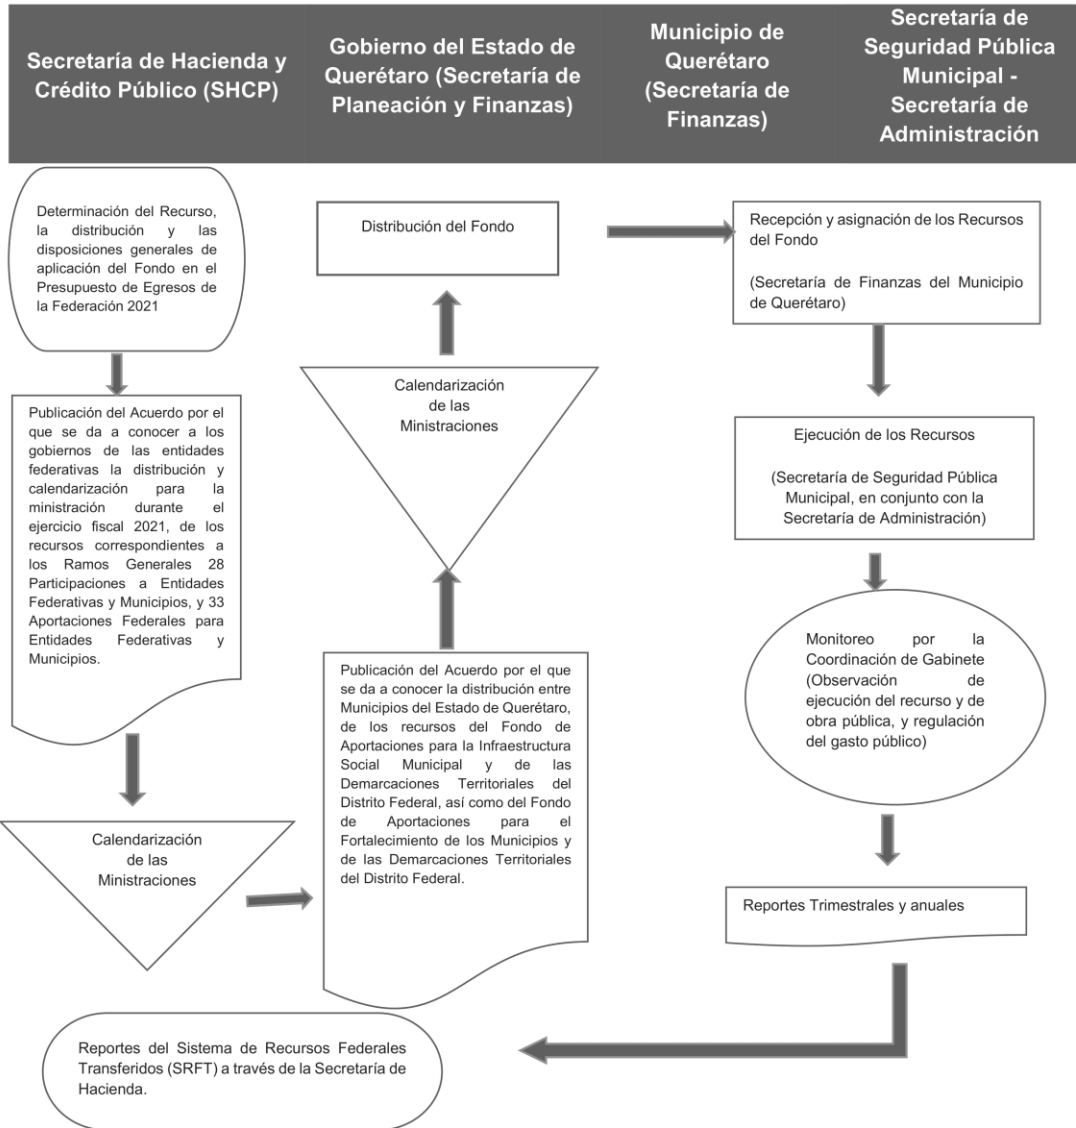 Secretaría de Hacienda y
Crédito Público (SHCP)
Gobierno del Estado de
Querétaro (Secretaría de
Planeación y Finanzas)
Municipio de
Querétaro
(Secretaría de
Finanzas)
Secretaría de
Seguridad Pública
Municipal -
Secretaría de
Administración
Determinación del Recurso,
la distribución y las
disposiciones generales de
aplicación del Fondo en el
Presupuesto de Egresos de
la Federación 2021
Publicación del Acuerdo por el
que se da a conocer a los
gobiernos de las entidades
federativas la distribución y
calendarización para la
ministración durante el
ejercicio fiscal 2021, de los
recursos correspondientes a
los Ramos Generales 28
Participaciones a Entidades
Federativas y Municipios, y 33
Aportaciones Federales para
Entidades Federativas y
Municipios.
Calendarización
de las
Ministraciones
Publicación del Acuerdo por el que
se da a conocer la distribución entre
Municipios del Estado de Querétaro,
de los recursos del Fondo de
Aportaciones para la Infraestructura
Social Municipal y de las
Demarcaciones Territoriales del
Distrito Federal, así como del Fondo
de Aportaciones para el
Fortalecimiento de los Municipios y
de las Demarcaciones Territoriales
del Distrito Federal.
Calendarización
de las
Ministraciones
Distribución del Fondo
Recepción y asignación de los Recursos
del Fondo
(Secretaría de Finanzas del Municipio
de Querétaro)
Ejecución de los Recursos
(Secretaría de Seguridad Pública
Municipal, en conjunto con la
Secretaría de Administración)
Monitoreo por la
Coordinación de Gabinete
(Observación de
ejecución del recurso y de
obra pública, y regulación
del gasto público)
Reportes Trimestrales y anuales
Reportes del Sistema de Recursos Federales
Transferidos (SRFT) a través de la Secretaría de
Hacienda.